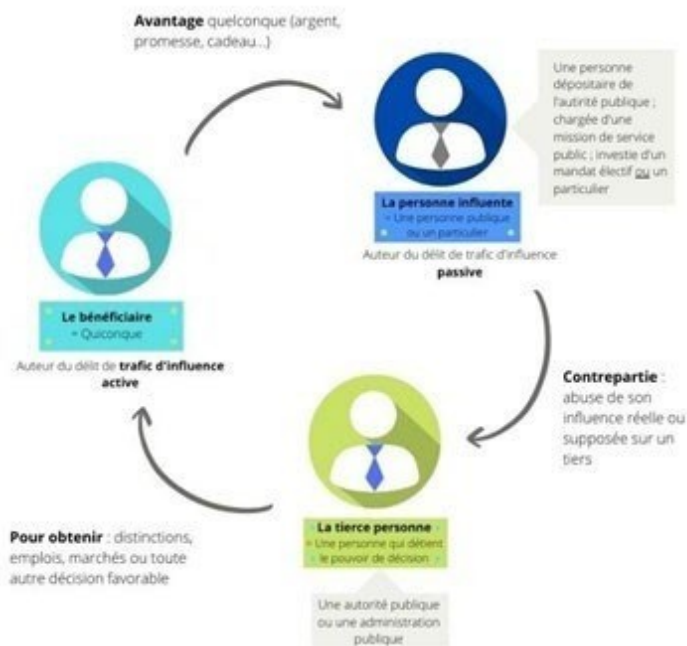 Avantage quelconque (argent,
promesse, cadeau...)
Une personne
dépositaire de
l'autirité publique ;
chargée d'une
mission de service
public ; investie d'un
mandat électif ou un
particulier
La personne influente
= Une personne publique
ou un particulier
Auteur du délit de trafic d'influence
passive
Le bénéficiaire
= Quiconque
Auteur du délit de trafic d'influence
active
Contrepartie :
abuse de son
influence réelle ou
supposée sur un
tiers
La tierce personne
= Une personne qui détient
le pouvoir de décision
Pour obtenir : distinctions,
emplois, marchés ou toute
autre décision favorable
Une autorité publique
ou une administration
publique